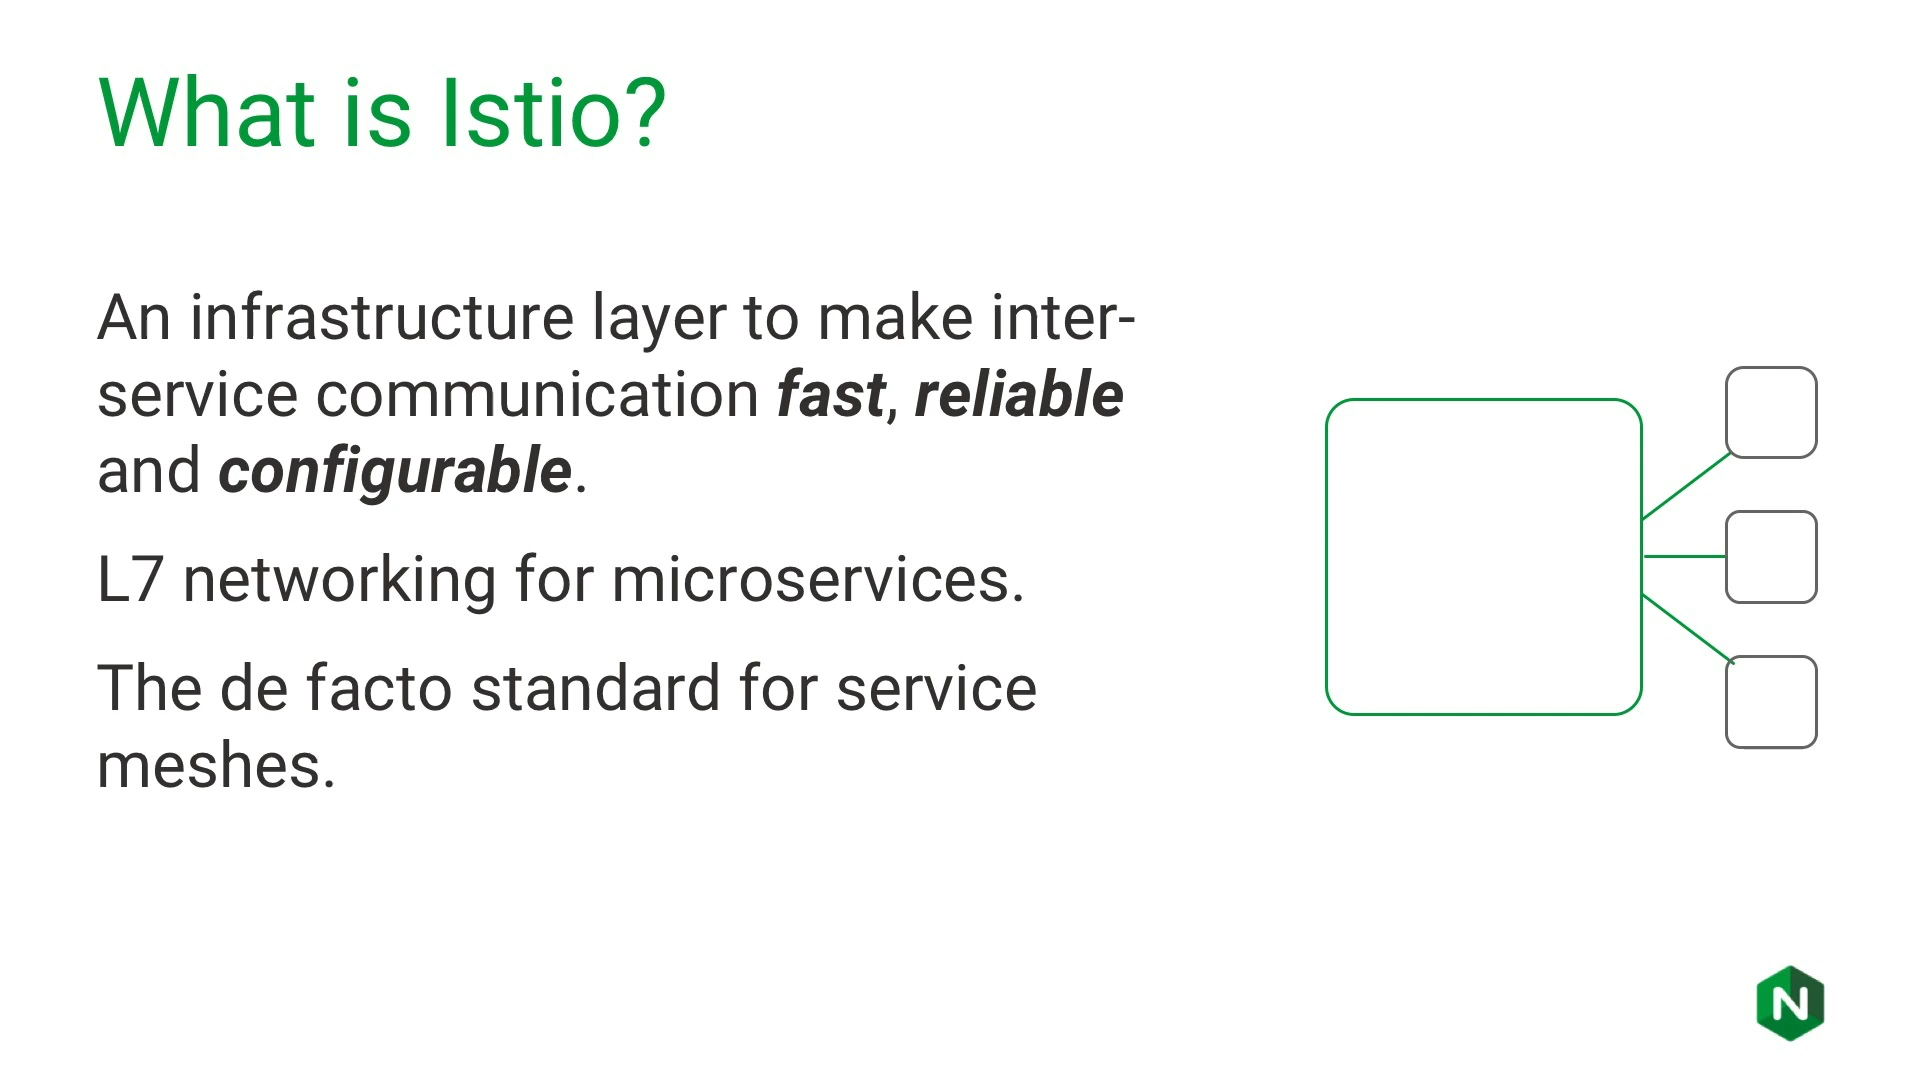 What is Istio?
An infrastructure layer to make inter-
service communication fast, reliable
and configurable.
L7 networking for microservices.
The de facto standard for service
meshes.
N